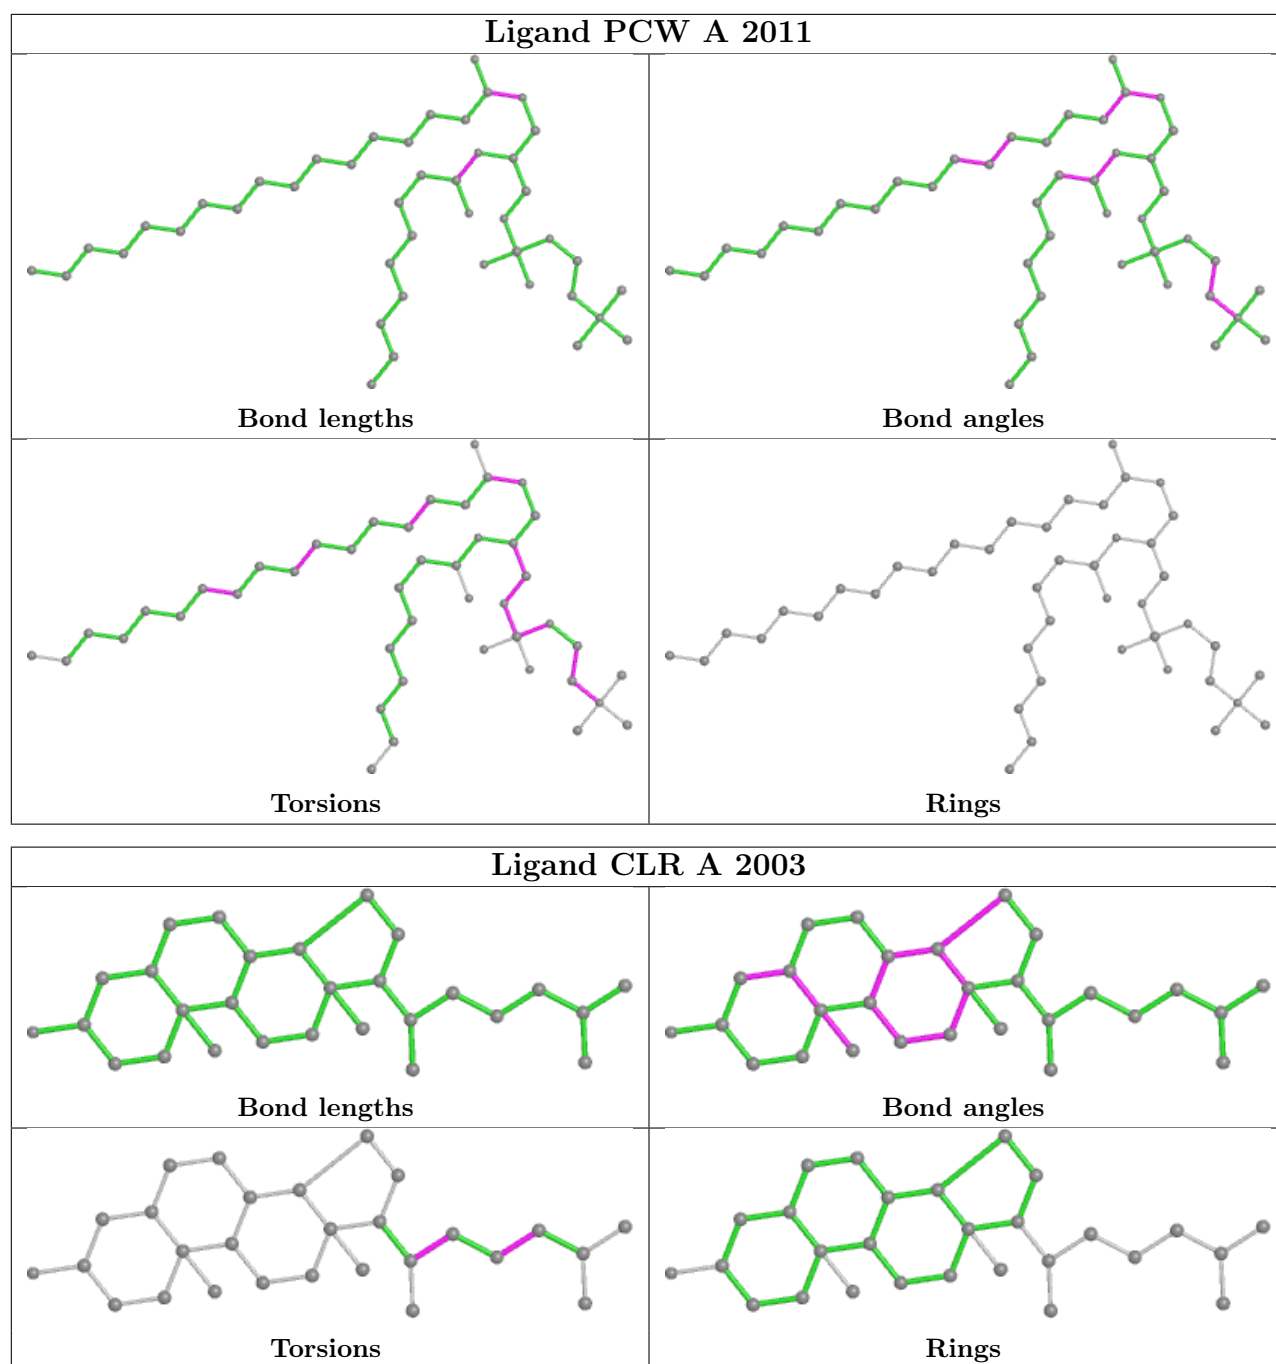 Ligand PCW A 2011
Bond lengths
Bond angles
Torsions
Rings
Ligand CLR A 2003
Bond lengths
Bond angles
Torsions
Rings